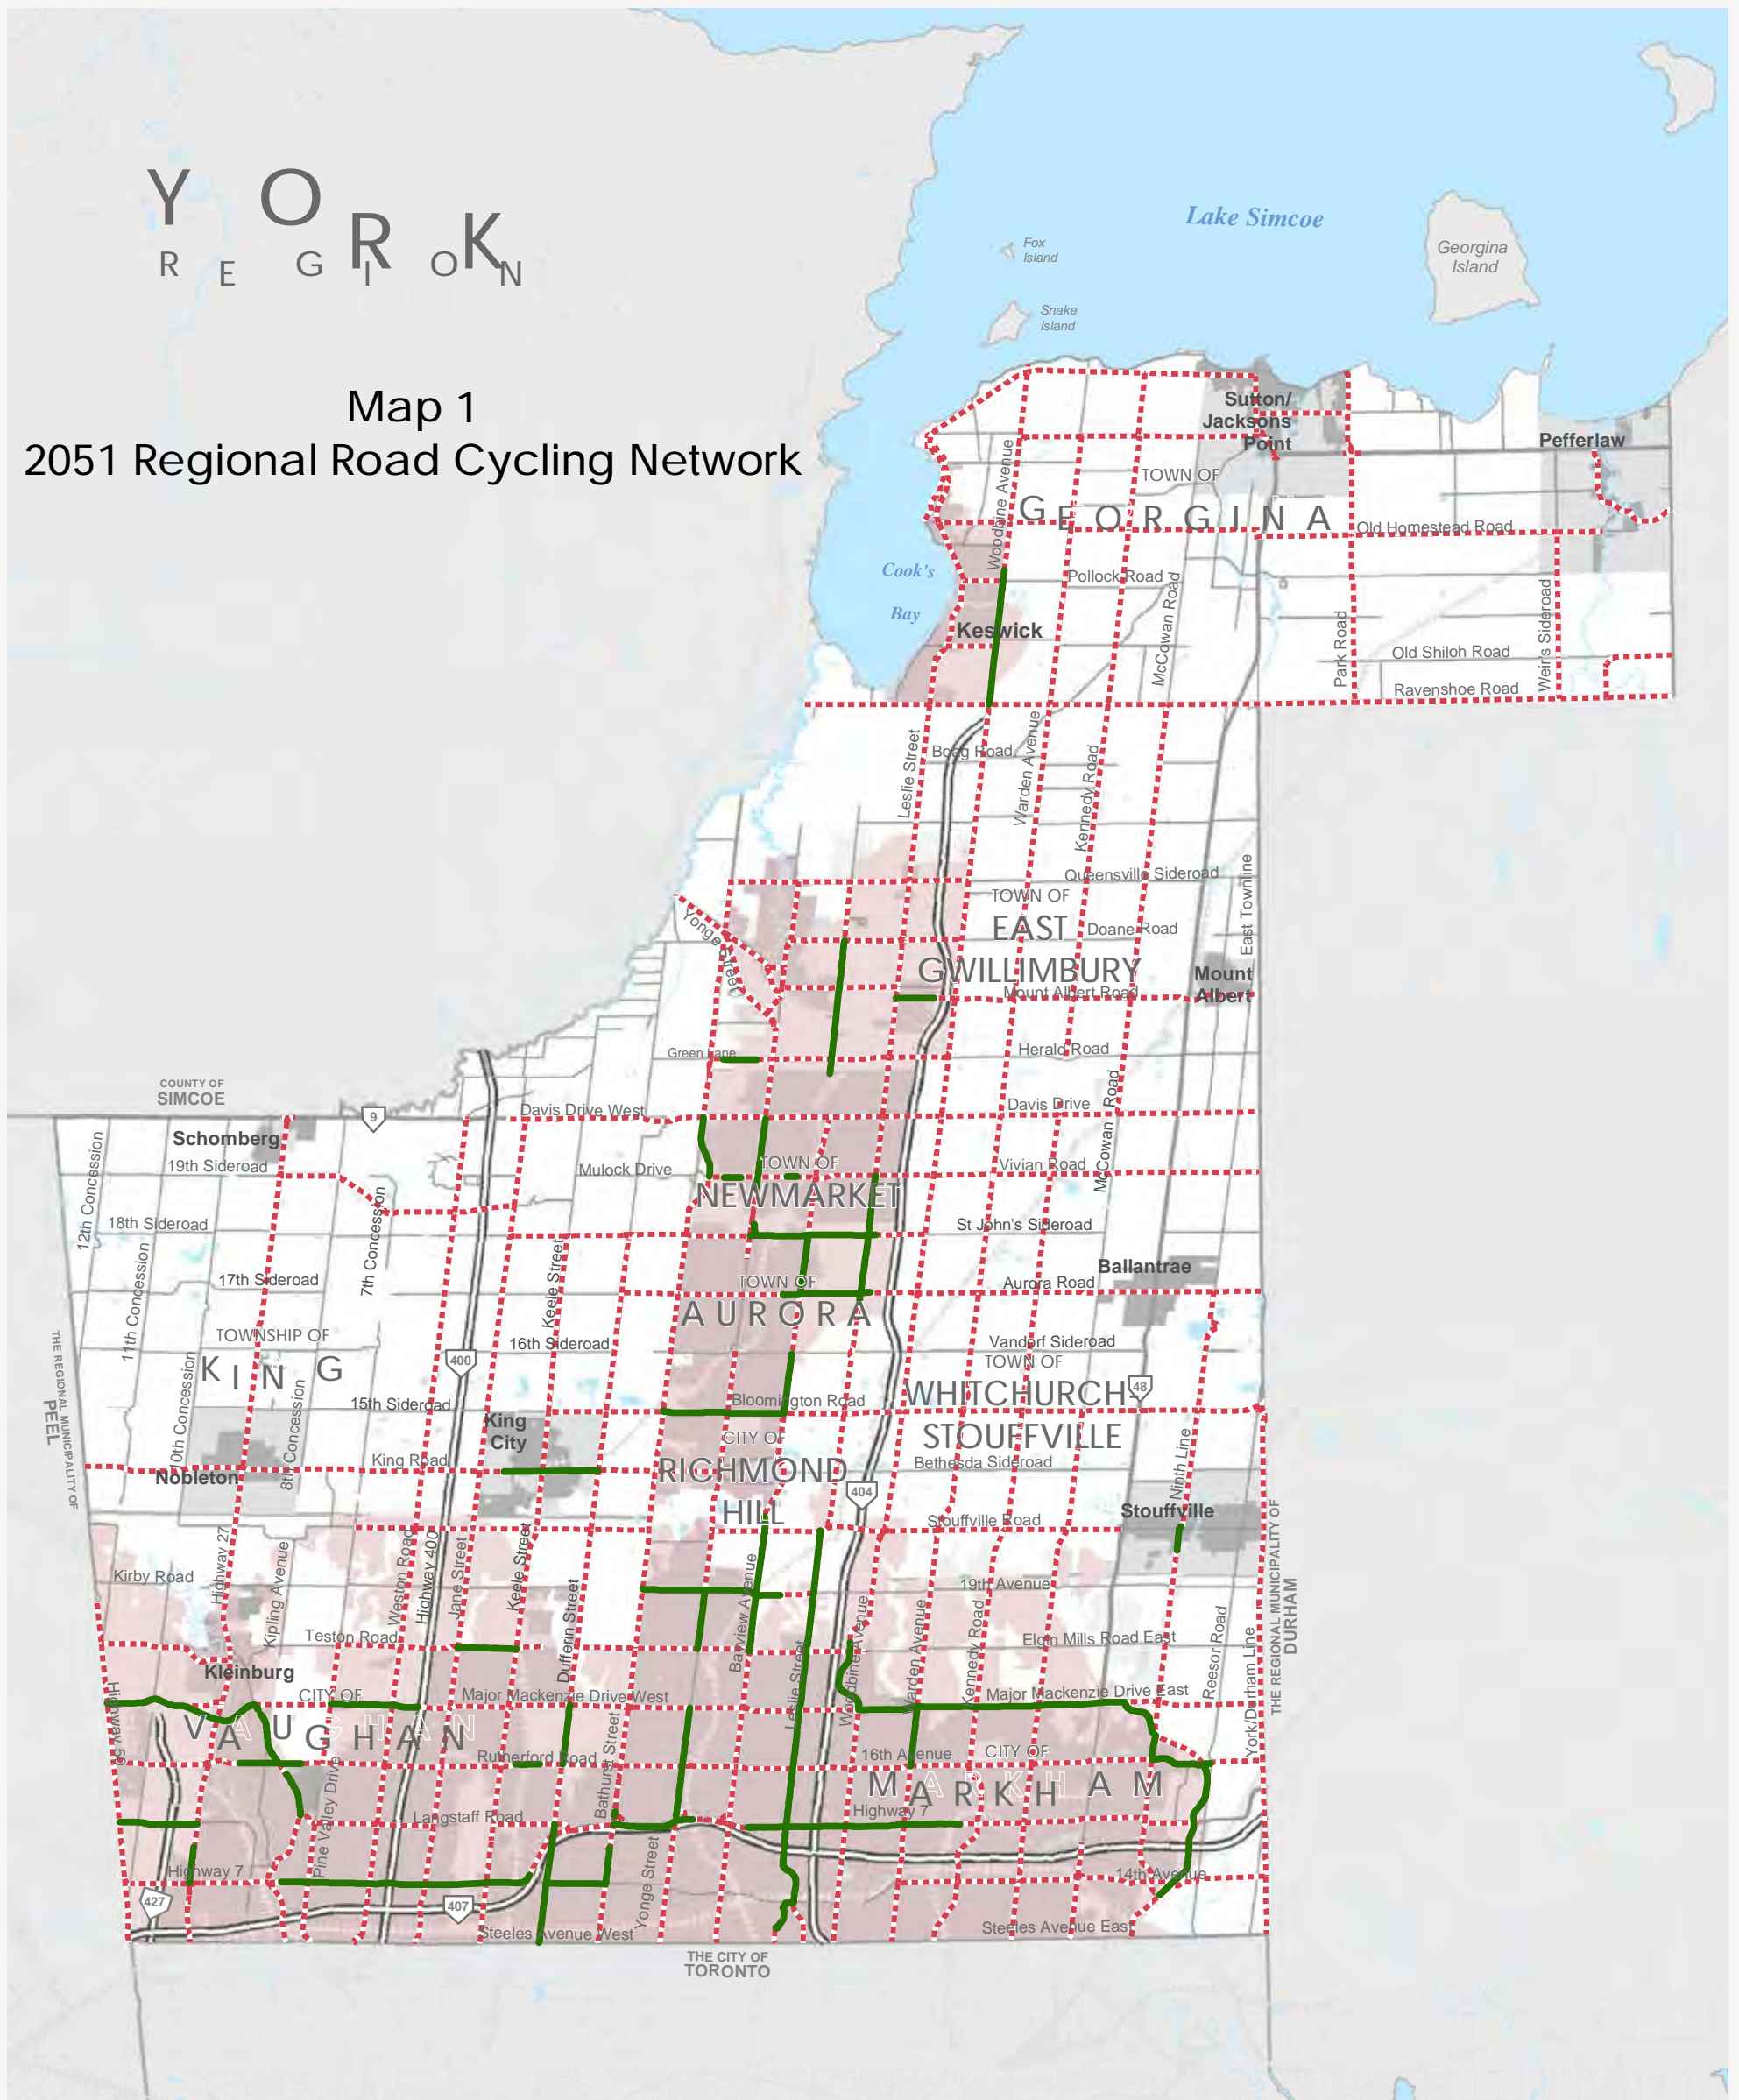 YORK
REGION
Map 1
2051 Regional Road Cycling Network
Lake Simcoe
Fox
Island
Georgina
Island
Snake
Island
Sutton/
Jacksons
Point
Pefferlaw
Woodbine Avenue
TOWN OF
GEORGINA
Old Homestead Road
Cook's
Bay
Pollock Road
McCowan Road
Keswick
Park Road
Weir's Sideroad
Old Shiloh Road
Ravenshoe Road
Leslie Street
Boag Road
Warden Avenue
Kennedy Road
Queensville Sideroad
East Townline
TOWN OF
EAST
GWILLIMBURY
Yonge Street
Doane Road
Mount
Albert
Mount Albert Road
Green Lane
Herald Road
COUNTY OF
SIMCOE
9
Davis Drive West
Davis Drive
McCowan Road
Schomberg
19th Sideroad
12th Concession
Mulock Drive
TOWN OF
NEWMARKET
Vivian Road
18th Sideroad
7th Concession
St John's Sideroad
11th Concession
17th Sideroad
Keele Street
TOWN OF
AURORA
Aurora Road
Ballantrae
THE REGIONAL MUNICIPALITY OF
PEEL
TOWNSHIP OF
KING
16th Sideroad
Vandorf Sideroad
400
TOWN OF
WHITCHURCH
STOUFFVILLE
48
10th Concession
8th Concession
15th Sideroad
Bloomington Road
King
City
CITY OF
RICHMOND
HILL
King Road
Bethesda Sideroad
Ninth Line
Nobleton
404
Stouffville
Stouffville Road
Highway 27
Kipling Avenue
Weston Road
Highway 400
Jane Street
Keele Street
Dufferin Street
Bayview Avenue
Kirby Road
19th Avenue
THE REGIONAL MUNICIPALITY OF
DURHAM
Teston Road
Leslie Street
Woodbine Avenue
Warden Avenue
Kennedy Road
Elgin Mills Road East
Reesor Road
York/Durham Line
Kleinburg
Highway 50
CITY OF
VAUGHAN
Major Mackenzie Drive West
Major Mackenzie Drive East
Rutherford Road
Bathurst Street
16th Avenue
CITY OF
MARKHAM
Pine Valley Drive
Langstaff Road
Highway 7
Yonge Street
Highway 7
14th Avenue
427
407
Steeles Avenue West
Steeles Avenue East
THE CITY OF
TORONTO